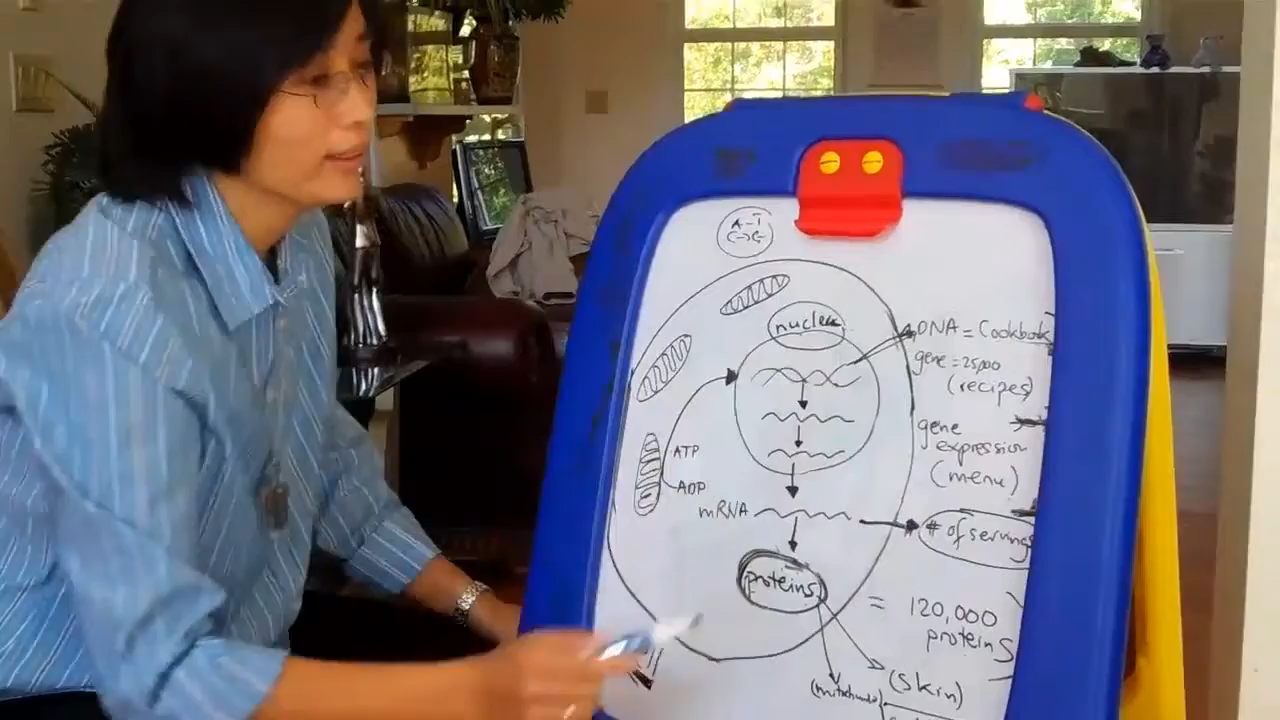 A-T
C-G
nucleus
DNA = Cookbook
gene = 25,000
(recipes)
gene
expression
(menu)
ATP
ADP
mRNA
# of servings
proteins
= 120,000
proteins
(skin)